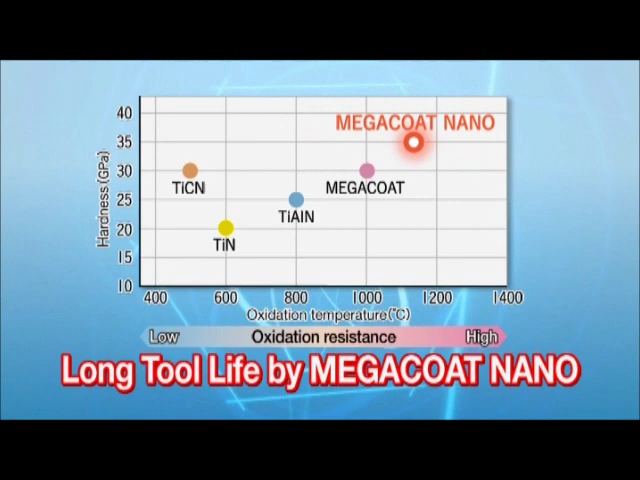 MEGACOAT NANO
40
35
30
25
20
15
10
Hardness(GPa)
TiCN
MEGACOAT
TiAlN
TiN
400 600 800 1000 1200 1400
Oxidation temperature(℃)
Low Oxidation resistance High
Long Tool Life by MEGACOAT NANO